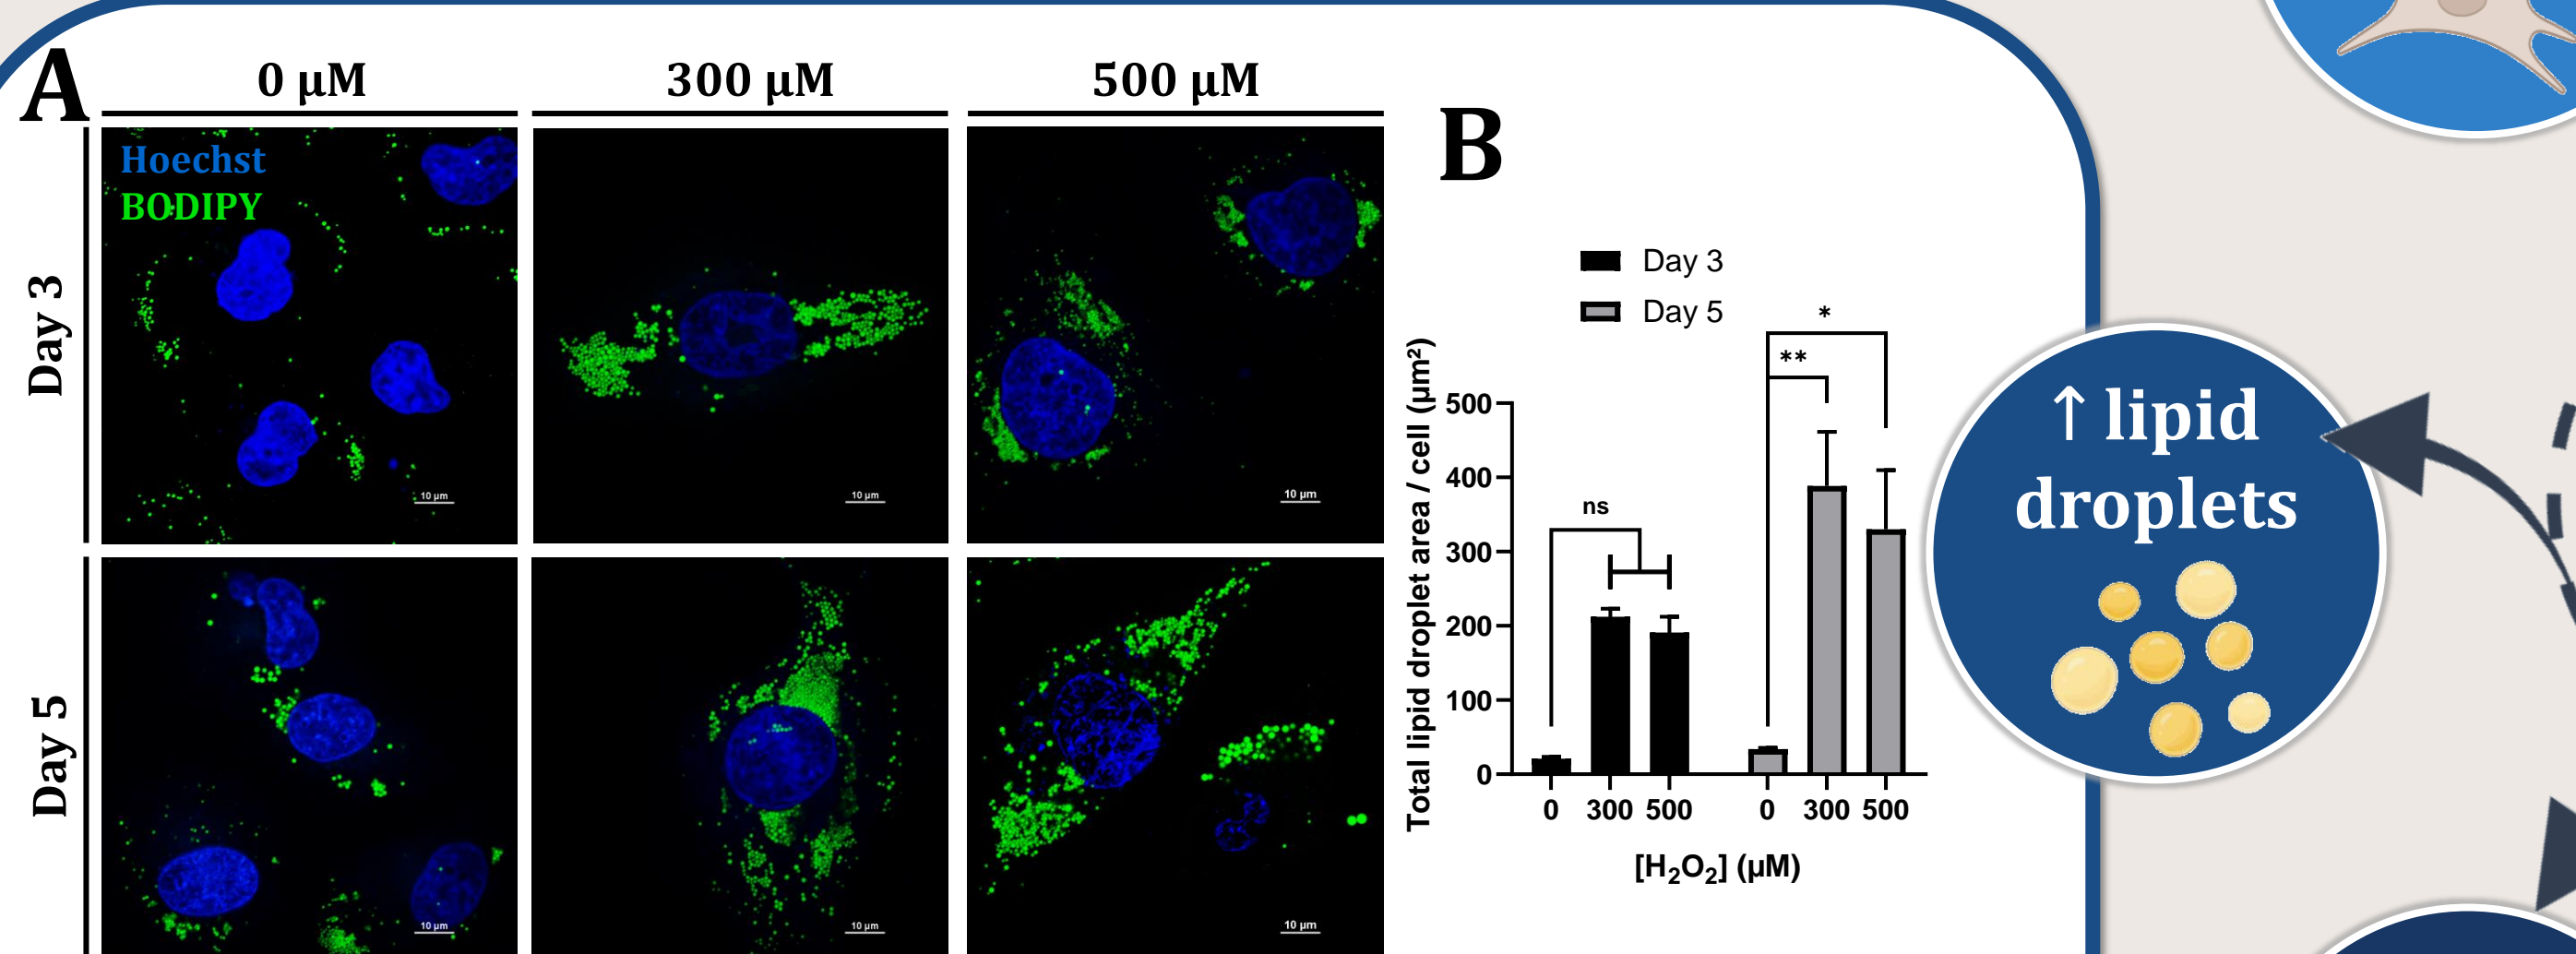 A
0 µM
300 µM
500 µM
Day 3
Hoechst
BODIPY
10 µm
10 µm
10 µm
Day 5
10 µm
10 µm
10 µm
B
Day 3
Day 5
Total lipid droplet area / cell (µm²)
500
400
300
200
100
0
ns
**
*
0 300 500 0 300 500
[H₂O₂] (µM)
↑ lipid
droplets